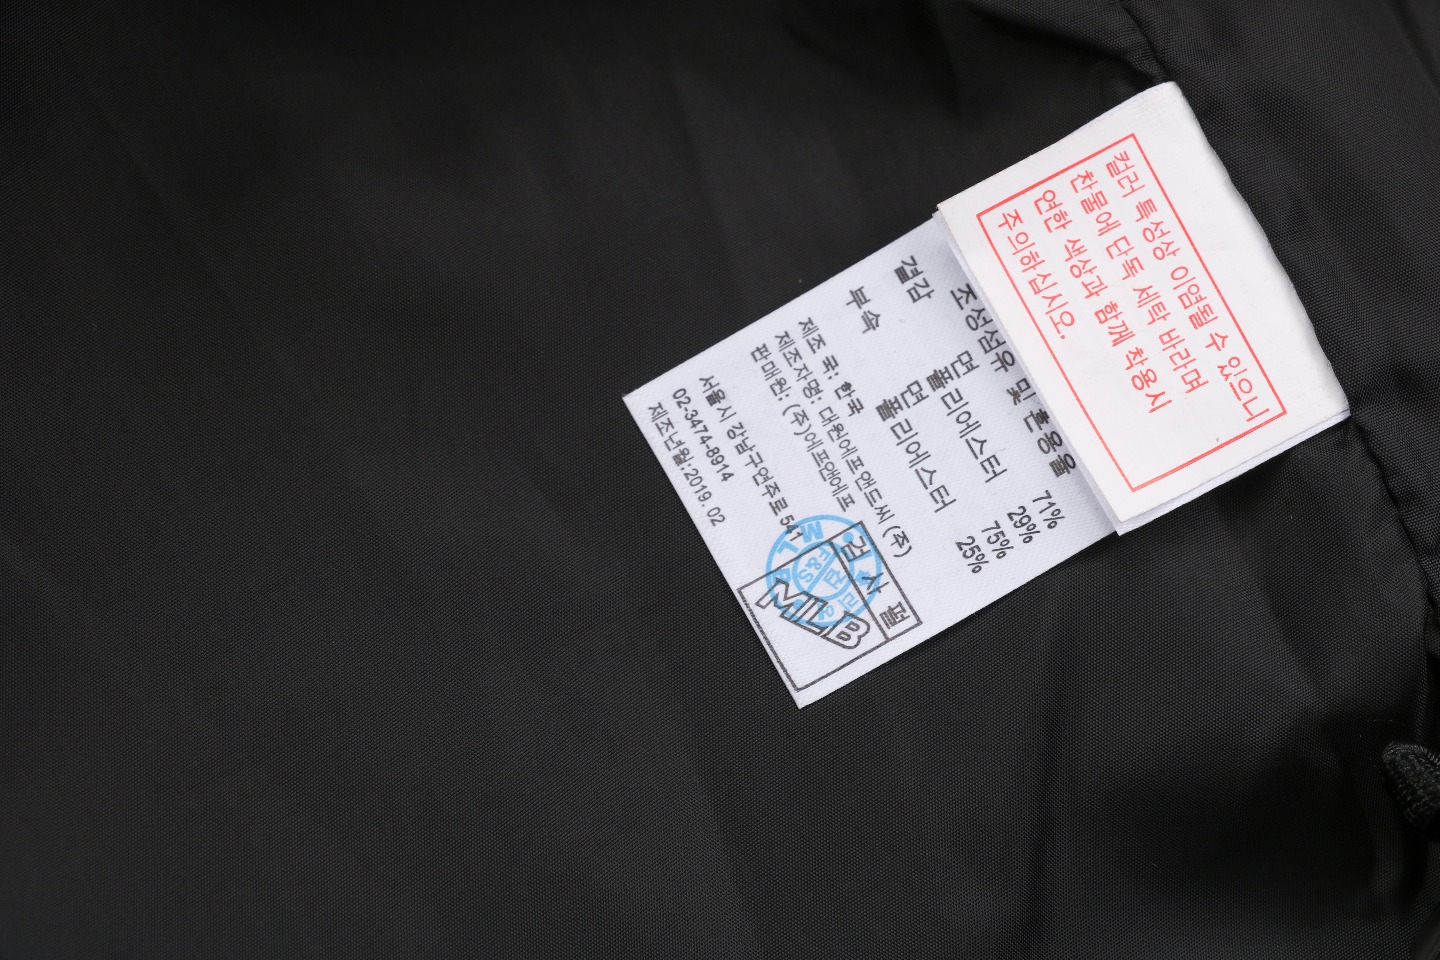 컬러 특성상 이염될 수 있으니
찬물에 단독 세탁 바라며
연한 색상과 함께 착용시
주의하십시오.
조성섬유 및 혼용율
겉감 면 71%
폴리에스터 29%
부속 면 75%
폴리에스터 25%
제조 국: 한국
제조자명: 대원에프앤드씨 (주)
판매원: (주)에프앤에프
서울시 강남구언주로 541
02-3474-8914
제조년월:2019. 02
검 사 필
MLB
MLB
F&S